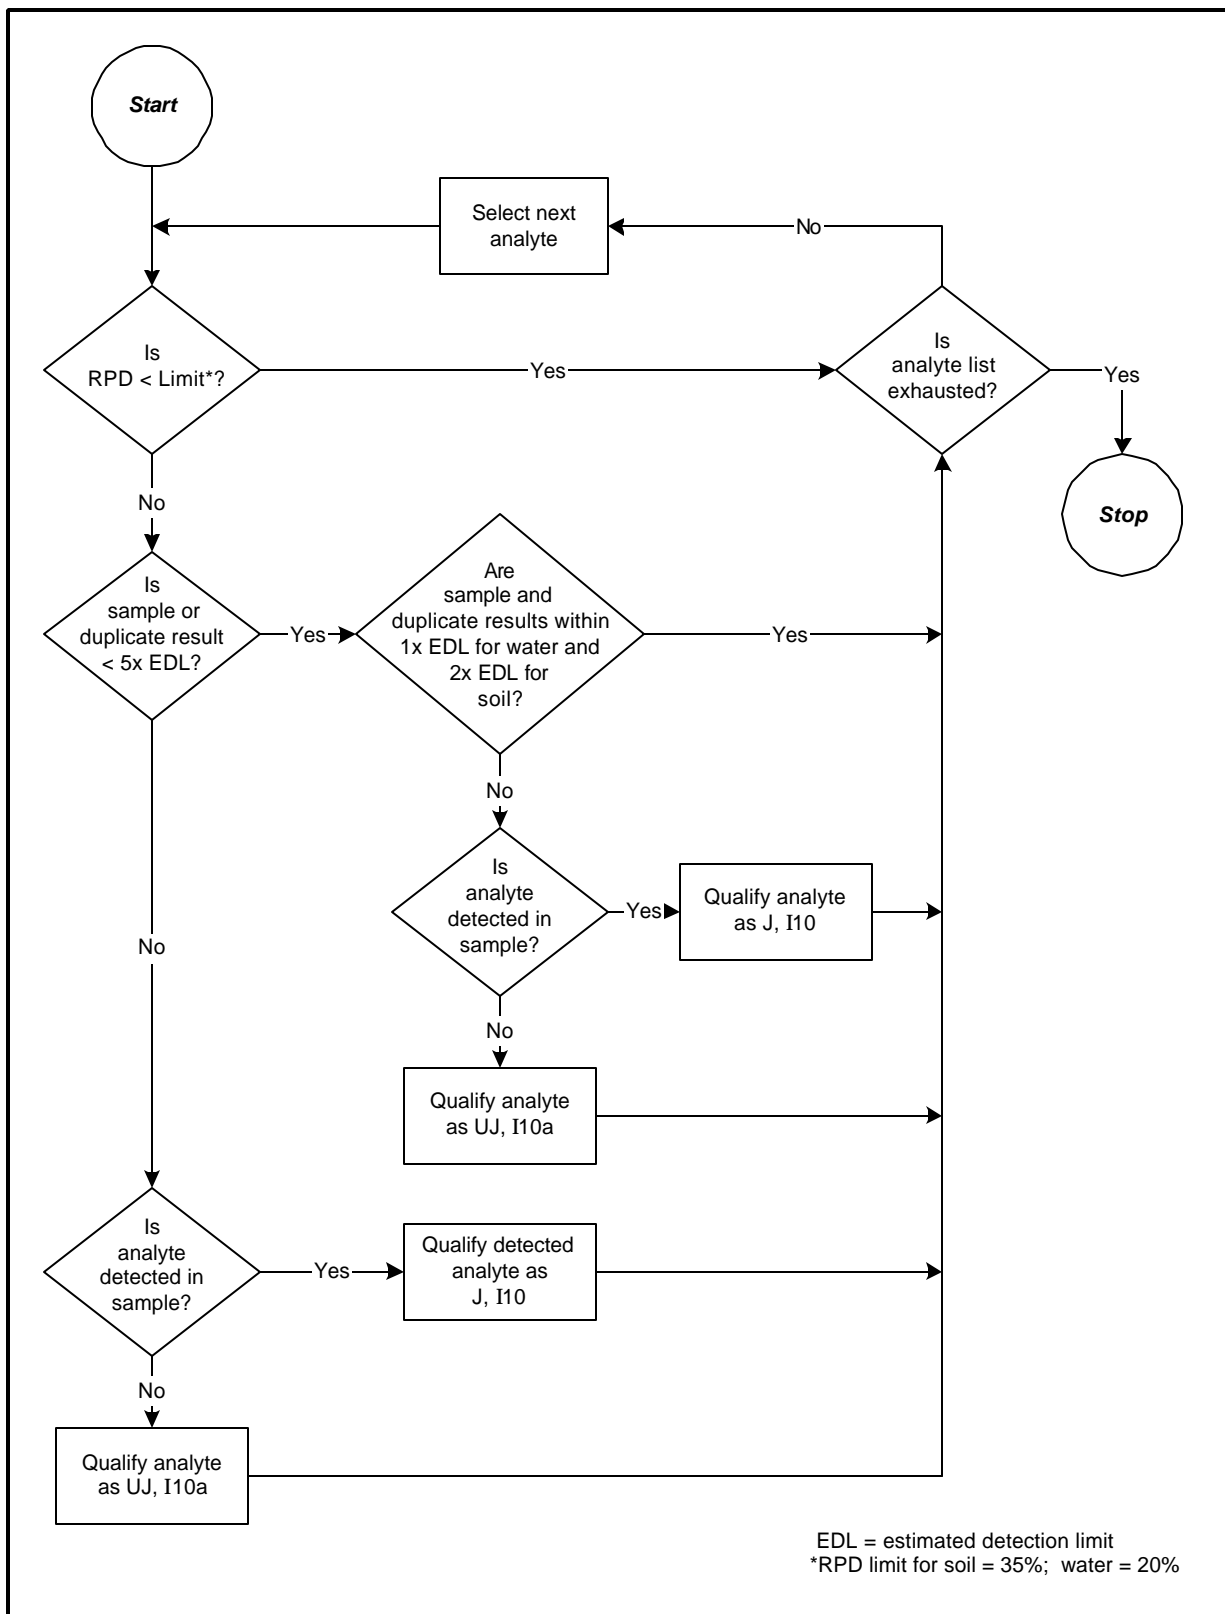 Start
Select next
analyte
No
Is
RPD < Limit*?
Yes
Is
analyte list
exhausted?
Yes
Stop
No
Is
sample or
duplicate result
< 5x EDL?
Yes
Are
sample and
duplicate results within
1x EDL for water and
2x EDL for
soil?
Yes
No
Is
analyte
detected in
sample?
Yes
Qualify analyte
as J, I10
No
No
Qualify analyte
as UJ, I10a
Is
analyte
detected in
sample?
Yes
Qualify detected
analyte as
J, I10
No
Qualify analyte
as UJ, I10a
EDL = estimated detection limit
*RPD limit for soil = 35%; water = 20%